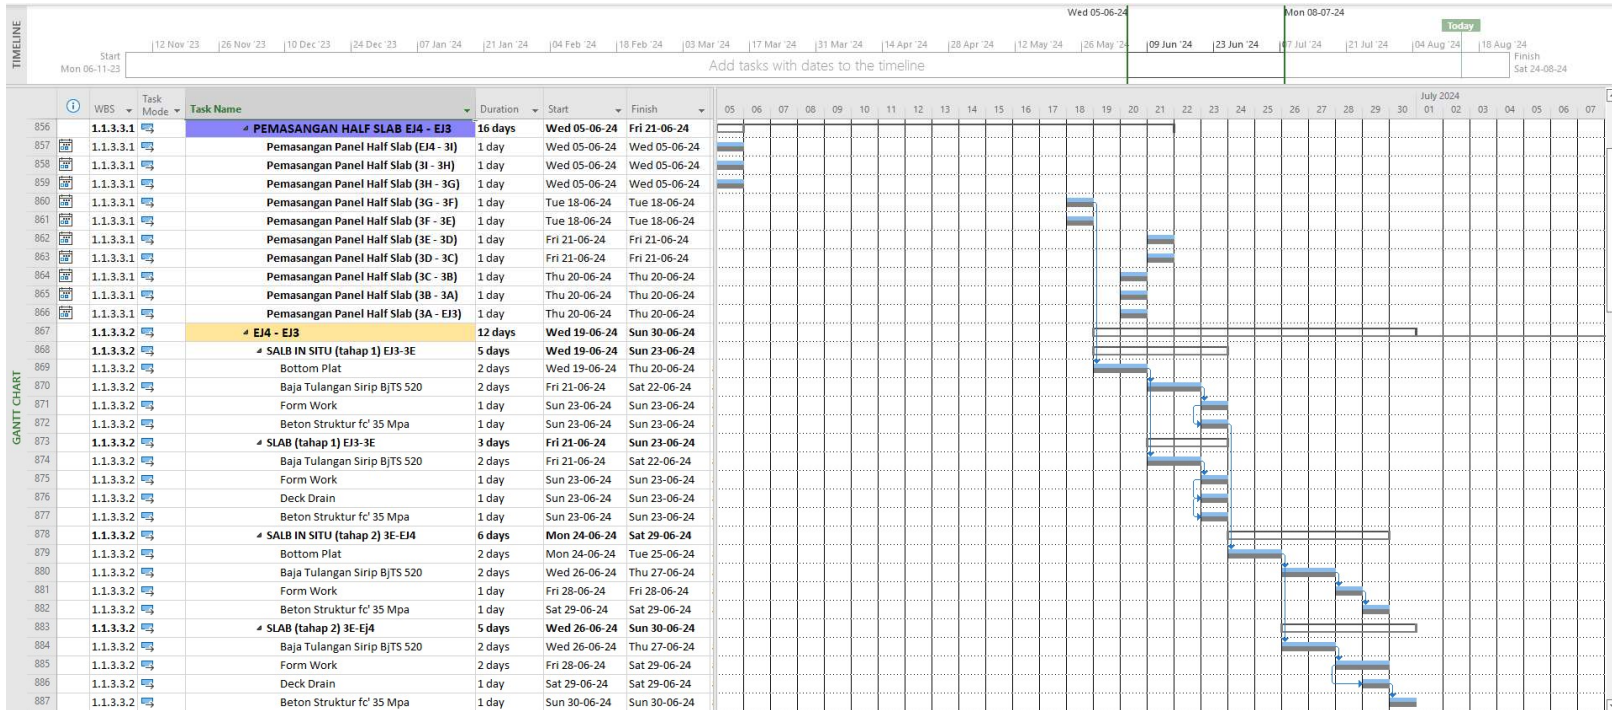 TIMELINE
Wed 05-06-24 Mon 08-07-24
Today
12 Nov '23 26 Nov '23 10 Dec '23 24 Dec '23 07 Jan '24 21 Jan '24 04 Feb '24 18 Feb '24 03 Mar '24 17 Mar '24 31 Mar '24 14 Apr '24 28 Apr '24 12 May '24 26 May '24 09 Jun '24 23 Jun '24 07 Jul '24 21 Jul '24 04 Aug '24 18 Aug '24
Start
Mon 06-11-23
Add tasks with dates to the timeline
Finish
Sat 24-08-24
GANTT CHART
WBS Task Mode Task Name Duration Start Finish
July 2024
05 06 07 08 09 10 11 12 13 14 15 16 17 18 19 20 21 22 23 24 25 26 27 28 29 30 01 02 03 04 05 06 07
856 1.1.3.3.1 PEMASANGAN HALF SLAB EJ4 - EJ3 16 days Wed 05-06-24 Fri 21-06-24
857 1.1.3.3.1 Pemasangan Panel Half Slab (EJ4 - 3I) 1 day Wed 05-06-24 Wed 05-06-24
858 1.1.3.3.1 Pemasangan Panel Half Slab (3I - 3H) 1 day Wed 05-06-24 Wed 05-06-24
859 1.1.3.3.1 Pemasangan Panel Half Slab (3H - 3G) 1 day Wed 05-06-24 Wed 05-06-24
860 1.1.3.3.1 Pemasangan Panel Half Slab (3G - 3F) 1 day Tue 18-06-24 Tue 18-06-24
861 1.1.3.3.1 Pemasangan Panel Half Slab (3F - 3E) 1 day Tue 18-06-24 Tue 18-06-24
862 1.1.3.3.1 Pemasangan Panel Half Slab (3E - 3D) 1 day Fri 21-06-24 Fri 21-06-24
863 1.1.3.3.1 Pemasangan Panel Half Slab (3D - 3C) 1 day Fri 21-06-24 Fri 21-06-24
864 1.1.3.3.1 Pemasangan Panel Half Slab (3C - 3B) 1 day Thu 20-06-24 Thu 20-06-24
865 1.1.3.3.1 Pemasangan Panel Half Slab (3B - 3A) 1 day Thu 20-06-24 Thu 20-06-24
866 1.1.3.3.1 Pemasangan Panel Half Slab (3A - EJ3) 1 day Thu 20-06-24 Thu 20-06-24
867 1.1.3.3.2 EJ4 - EJ3 12 days Wed 19-06-24 Sun 30-06-24
868 1.1.3.3.2 SALB IN SITU (tahap 1) EJ3-3E 5 days Wed 19-06-24 Sun 23-06-24
869 1.1.3.3.2 Bottom Plat 2 days Wed 19-06-24 Thu 20-06-24
870 1.1.3.3.2 Baja Tulangan Sirip BjTS 520 2 days Fri 21-06-24 Sat 22-06-24
871 1.1.3.3.2 Form Work 1 day Sun 23-06-24 Sun 23-06-24
872 1.1.3.3.2 Beton Struktur fc' 35 Mpa 1 day Sun 23-06-24 Sun 23-06-24
873 1.1.3.3.2 SLAB (tahap 1) EJ3-3E 3 days Fri 21-06-24 Sun 23-06-24
874 1.1.3.3.2 Baja Tulangan Sirip BjTS 520 2 days Fri 21-06-24 Sat 22-06-24
875 1.1.3.3.2 Form Work 1 day Sun 23-06-24 Sun 23-06-24
876 1.1.3.3.2 Deck Drain 1 day Sun 23-06-24 Sun 23-06-24
877 1.1.3.3.2 Beton Struktur fc' 35 Mpa 1 day Sun 23-06-24 Sun 23-06-24
878 1.1.3.3.2 SALB IN SITU (tahap 2) 3E-EJ4 6 days Mon 24-06-24 Sat 29-06-24
879 1.1.3.3.2 Bottom Plat 2 days Mon 24-06-24 Tue 25-06-24
880 1.1.3.3.2 Baja Tulangan Sirip BjTS 520 2 days Wed 26-06-24 Thu 27-06-24
881 1.1.3.3.2 Form Work 1 day Fri 28-06-24 Fri 28-06-24
882 1.1.3.3.2 Beton Struktur fc' 35 Mpa 1 day Sat 29-06-24 Sat 29-06-24
883 1.1.3.3.2 SLAB (tahap 2) 3E-Ej4 5 days Wed 26-06-24 Sun 30-06-24
884 1.1.3.3.2 Baja Tulangan Sirip BjTS 520 2 days Wed 26-06-24 Thu 27-06-24
885 1.1.3.3.2 Form Work 2 days Fri 28-06-24 Sat 29-06-24
886 1.1.3.3.2 Deck Drain 1 day Sat 29-06-24 Sat 29-06-24
887 1.1.3.3.2 Beton Struktur fc' 35 Mpa 1 day Sun 30-06-24 Sun 30-06-24